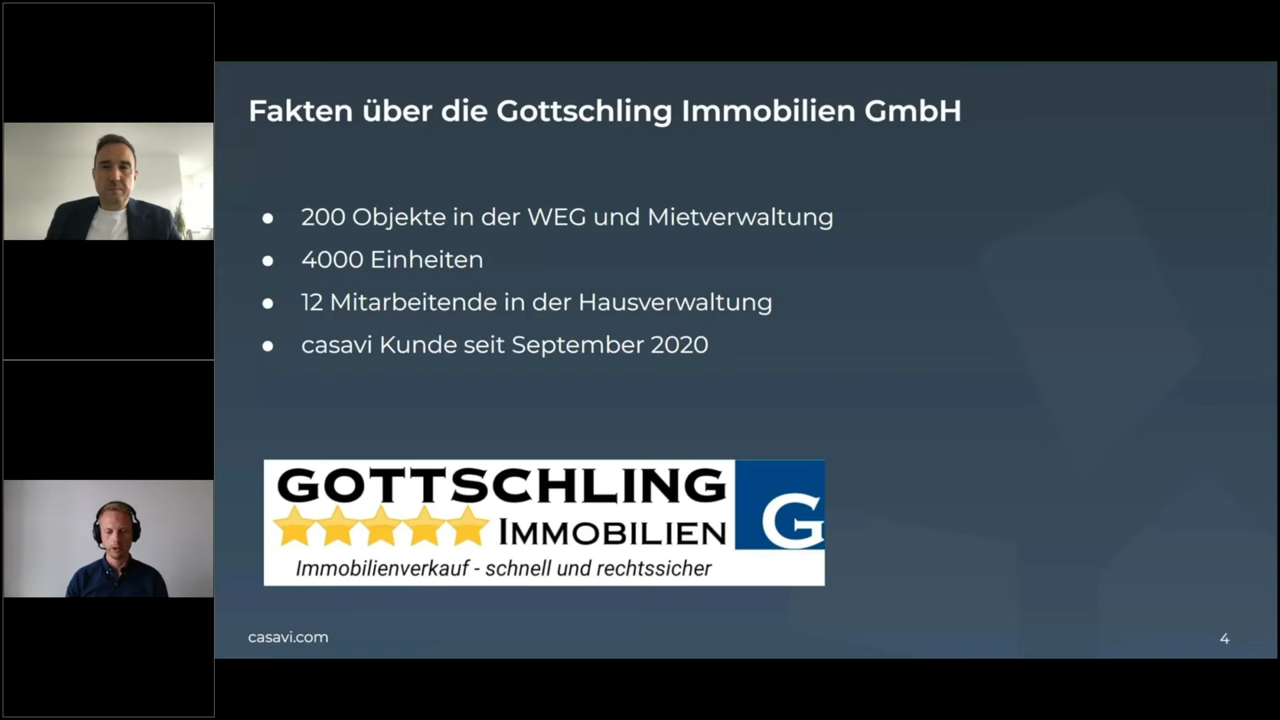 Fakten über die Gottschling Immobilien GmbH
● 200 Objekte in der WEG und Mietverwaltung
● 4000 Einheiten
● 12 Mitarbeitende in der Hausverwaltung
● casavi Kunde seit September 2020
GOTTSCHLING
IMMOBILIEN
G
Immobilienverkauf - schnell und rechtssicher
casavi.com
4